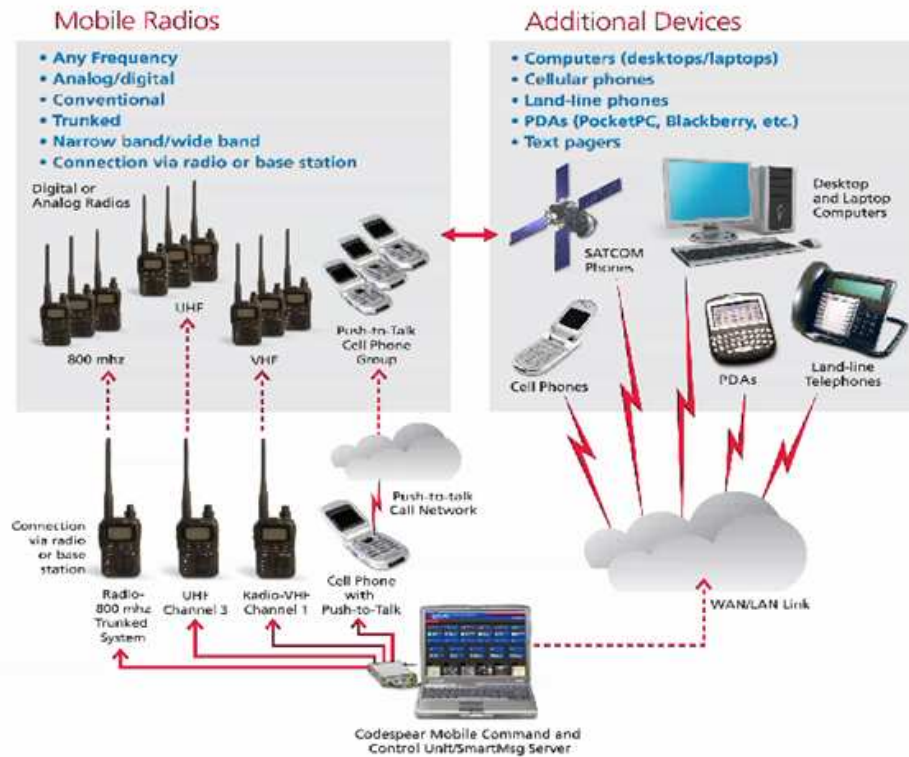 Mobile Radios
• Any Frequency
• Analog/digital
• Conventional
• Trunked
• Narrow band/wide band
• Connection via radio or base station
Digital or
Analog Radios
800 mhz
UHF
VHF
Push-to-Talk
Cell Phone
Group
Additional Devices
• Computers (desktops/laptops)
• Cellular phones
• Land-line phones
• PDAs (PocketPC, Blackberry, etc.)
• Text pagers
Desktop
and Laptop
Computers
SATCOM
Phones
Cell Phones
PDAs
Land-line
Telephones
Push-to-talk
Call Network
Connection
via radio
or base
station
Radio-
800 mhz
Trunked
System
UHF
Channel 3
Radio-VHF
Channel 1
Cell Phone
with
Push-to-Talk
WAN/LAN Link
Codespear Mobile Command and
Control Unit/SmartMsg Server